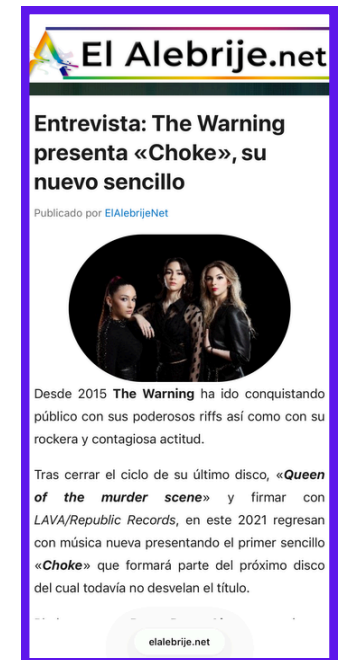 El Alebrije.net
Entrevista: The Warning
presenta «Choke», su
nuevo sencillo
Publicado por ElAlebrijeNet
Desde 2015 The Warning ha ido conquistando
público con sus poderosos riffs así como con su
rockera y contagiosa actitud.
Tras cerrar el ciclo de su último disco, «Queen
of the murder scene» y firmar con
LAVA/Republic Records, en este 2021 regresan
con música nueva presentando el primer sencillo
«Choke» que formará parte del próximo disco
del cual todavía no desvelan el título.
elalebrije.net